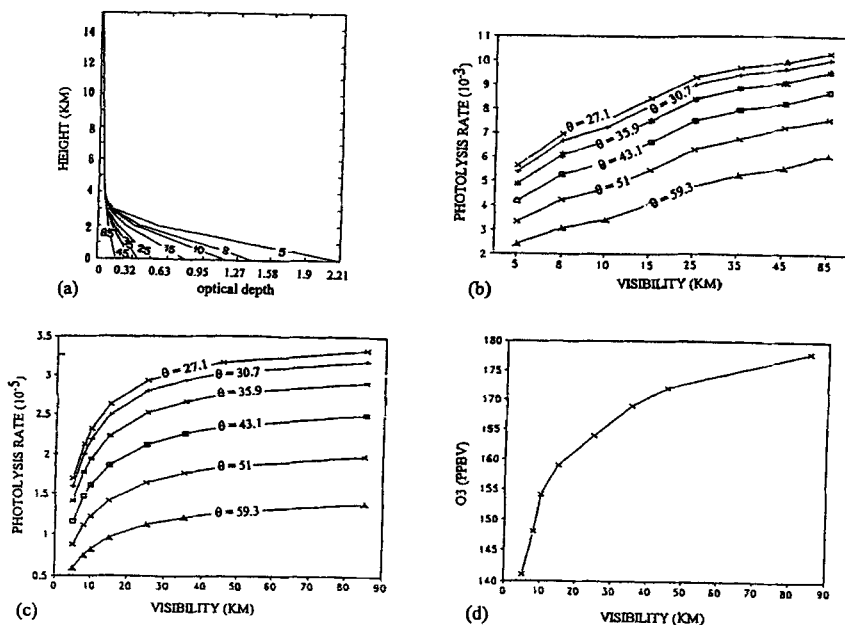 14
12
10
8
6
4
2
0
HEIGHT (KM)
85
45
25
15
10
8
5
0 0.32 0.63 0.95 1.27 1.58 1.89 2.21
optical depth
(a)
11
10
9
8
7
6
5
4
3
2
PHOTOLYSIS RATE (10-3)
θ = 27.1
θ = 30.7
θ = 35.9
θ = 43.1
θ = 51
θ = 59.3
5 8 10 15 25 35 45 85
VISIBILITY (KM)
(b)
3.5
3
2.5
2
1.5
1
0.5
PHOTOLYSIS RATE (10-5)
θ = 27.1
θ = 30.7
θ = 35.9
θ = 43.1
θ = 51
θ = 59.3
0 10 20 30 40 50 60 70 80 90
VISIBILITY (KM)
(c)
180
175
170
165
160
155
150
145
140
O3 (PPBV)
0 10 20 30 40 50 60 70 80 90
VISIBILITY (KM)
(d)